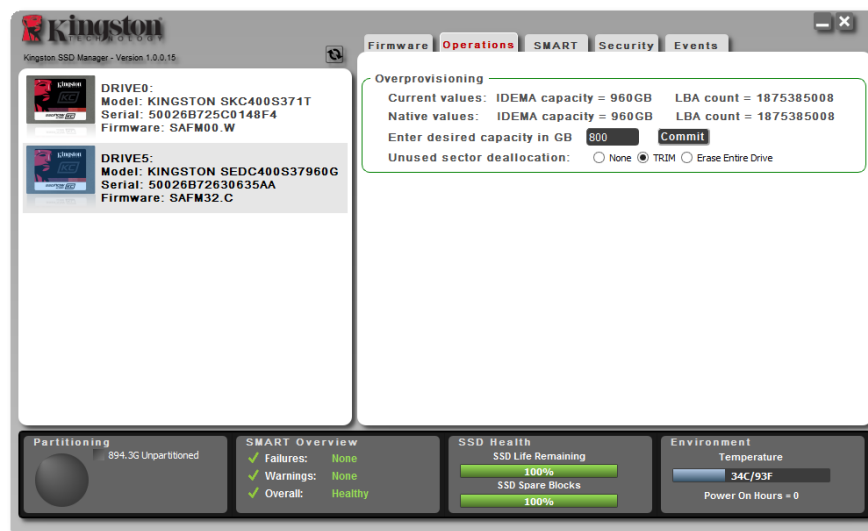 Kingston
TECHNOLOGY
Kingston SSD Manager - Version 1.0.0.15
Firmware Operations SMART Security Events
DRIVE0:
Model: KINGSTON SKC400S371T
Serial: 50026B725C0148F4
Firmware: SAFM00.W
DRIVE5:
Model: KINGSTON SEDC400S37960G
Serial: 50026B72630635AA
Firmware: SAFM32.C
Overprovisioning
Current values: IDEMA capacity = 960GB LBA count = 1875385008
Native values: IDEMA capacity = 960GB LBA count = 1875385008
Enter desired capacity in GB 800 Commit
Unused sector deallocation: None TRIM Erase Entire Drive
Partitioning
894.3G Unpartitioned
SMART Overview
Failures: None
Warnings: None
Overall: Healthy
SSD Health
SSD Life Remaining
100%
SSD Spare Blocks
100%
Environment
Temperature
34C/93F
Power On Hours = 0